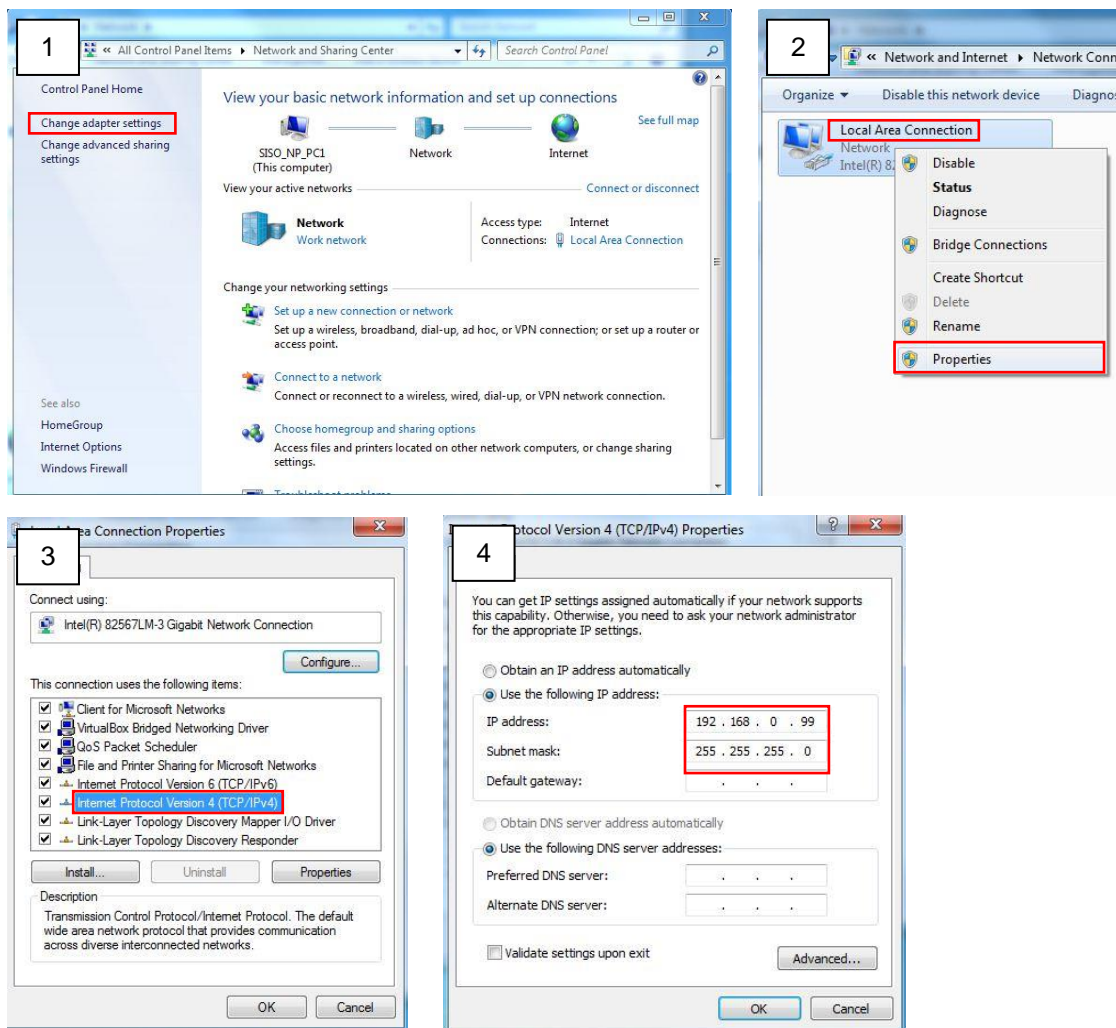 1
« All Control Panel Items ▸ Network and Sharing Center
Search Control Panel
Control Panel Home
Change adapter settings
Change advanced sharing
settings
See also
HomeGroup
Internet Options
Windows Firewall
View your basic network information and set up connections
See full map
SISO_NP_PC1
(This computer)
Network
Internet
View your active networks
Connect or disconnect
Network
Work network
Access type: Internet
Connections: Local Area Connection
Change your networking settings
Set up a new connection or network
Set up a wireless, broadband, dial-up, ad hoc, or VPN connection; or set up a router or
access point.
Connect to a network
Connect or reconnect to a wireless, wired, dial-up, or VPN network connection.
Choose homegroup and sharing options
Access files and printers located on other network computers, or change sharing
settings.
Troubleshoot problems
2
« Network and Internet ▸ Network Conn
Organize Disable this network device Diagnos
Local Area Connection
Network
Intel(R) 82
Disable
Status
Diagnose
Bridge Connections
Create Shortcut
Delete
Rename
Properties
3
ea Connection Properties
Connect using:
Intel(R) 82567LM-3 Gigabit Network Connection
Configure...
This connection uses the following items:
Client for Microsoft Networks
VirtualBox Bridged Networking Driver
QoS Packet Scheduler
File and Printer Sharing for Microsoft Networks
Internet Protocol Version 6 (TCP/IPv6)
Internet Protocol Version 4 (TCP/IPv4)
Link-Layer Topology Discovery Mapper I/O Driver
Link-Layer Topology Discovery Responder
Install... Uninstall Properties
Description
Transmission Control Protocol/Internet Protocol. The default
wide area network protocol that provides communication
across diverse interconnected networks.
OK Cancel
4
otocol Version 4 (TCP/IPv4) Properties
You can get IP settings assigned automatically if your network supports
this capability. Otherwise, you need to ask your network administrator
for the appropriate IP settings.
Obtain an IP address automatically
Use the following IP address:
IP address: 192 . 168 . 0 . 99
Subnet mask: 255 . 255 . 255 . 0
Default gateway: . . .
Obtain DNS server address automatically
Use the following DNS server addresses:
Preferred DNS server: . . .
Alternate DNS server: . . .
Validate settings upon exit
Advanced...
OK Cancel